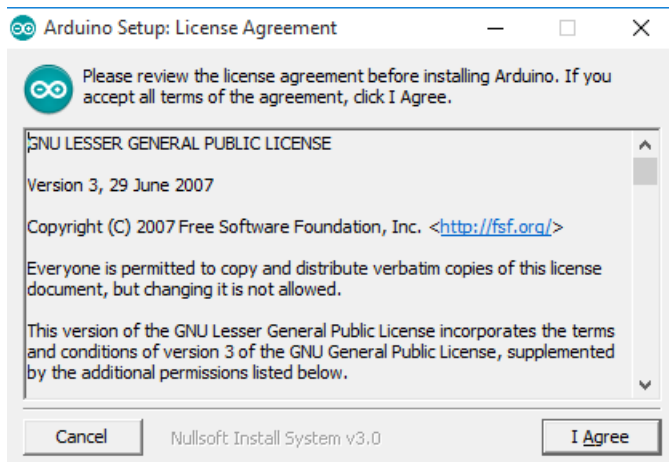 Arduino Setup: License Agreement
Please review the license agreement before installing Arduino. If you
accept all terms of the agreement, click I Agree.
GNU LESSER GENERAL PUBLIC LICENSE
Version 3, 29 June 2007
Copyright (C) 2007 Free Software Foundation, Inc. <http://fsf.org/>
Everyone is permitted to copy and distribute verbatim copies of this license
document, but changing it is not allowed.
This version of the GNU Lesser General Public License incorporates the terms
and conditions of version 3 of the GNU General Public License, supplemented
by the additional permissions listed below.
Cancel
Nullsoft Install System v3.0
I Agree